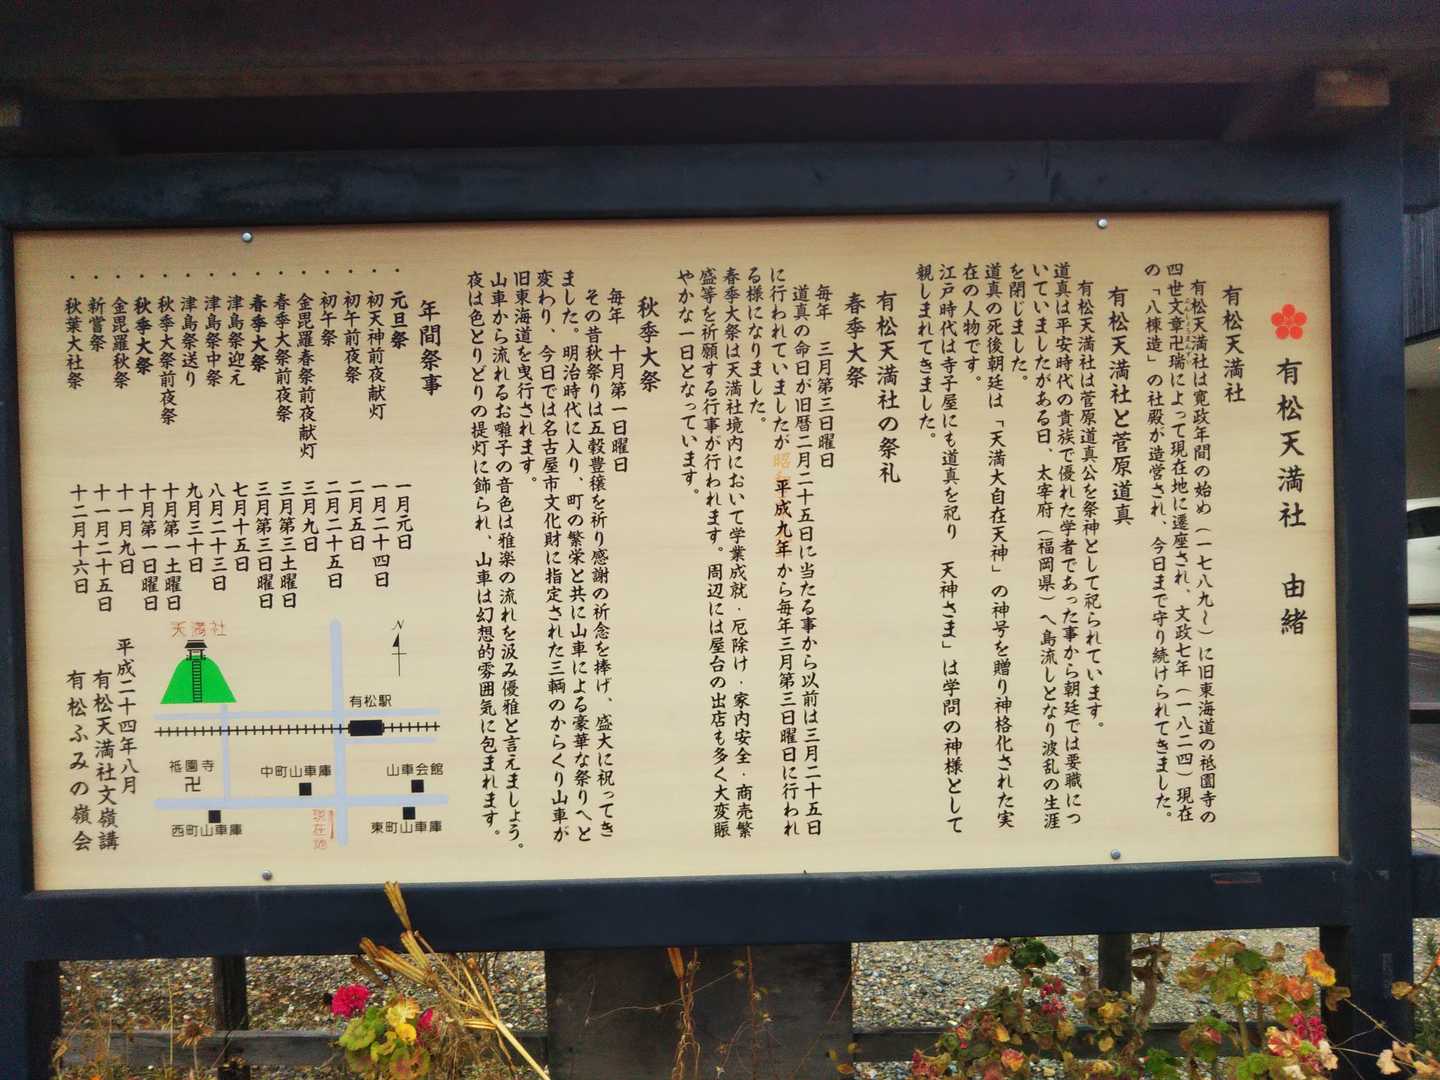 有松天満社 由緒
有松天満社
有松天満社は寛政年間の始め（一七八九〜）に旧東海道の祗園寺の
四世文章卍瑞によって現在地に遷座され、文政七年（一八二四）現在
の「八棟造」の社殿が造営され、今日まで守り続けられてきました。
有松天満社と菅原道真
有松天満社は菅原道真公を祭神として祀られています。
道真は平安時代の貴族で優れた学者であった事から朝廷では要職につ
いていましたがある日、太宰府（福岡県）へ島流しとなり波乱の生涯
を閉じました。
道真の死後朝廷は「天満大自在天神」の神号を贈り神格化された実
在の人物です。
江戸時代は寺子屋にも道真を祀り 天神さま」は学問の神様として
親しまれてきました。
有松天満社の祭礼
春季大祭
毎年 三月第三日曜日
道真の命日が旧暦二月二十五日に当たる事から以前は三月二十五日
に行われていましたが昭 平成九年から毎年三月第三日曜日に行われ
る様になりました。
春季大祭は天満社境内において学業成就・厄除け・家内安全・商売繁
盛等を祈願する行事が行われます。周辺には屋台の出店も多く大変賑
やかな一日となっています。
秋季大祭
毎年 十月第一日曜日
その昔秋祭りは五穀豊穣を祈り感謝の祈念を捧げ、盛大に祝ってき
ました。明治時代に入り、町の繁栄と共に山車による豪華な祭りへと
変わり、今日では名古屋市文化財に指定された三輌のからくり山車が
旧東海道を曳行されます。
山車から流れるお囃子の音色は雅楽の流れを汲み優雅と言えましょう。
夜は色とりどりの提灯に飾られ、山車は幻想的雰囲気に包まれます。
年間祭事
・元旦祭 一月元日
・初天神前夜献灯 一月二十四日
・初午前夜祭 二月五日
・初午祭 二月二十五日
・金毘羅春祭前夜献灯 三月九日
・春季大祭前夜祭 三月第三土曜日
・春季大祭 三月第三日曜日
・津島祭迎え 七月十五日
・津島祭中祭 八月二十三日
・津島祭送り 九月三十日
・秋季大祭前夜祭 十月第一土曜日
・秋季大祭 十月第一日曜日
・金毘羅秋祭 十一月九日
・新嘗祭 十一月二十五日
・秋葉大社祭 十二月十六日
N
天満社
有松駅
祗園寺
卍
中町山車庫
山車会館
西町山車庫
現在地
東町山車庫
平成二十四年八月
有松天満社文嶺講
有松ふみの嶺会